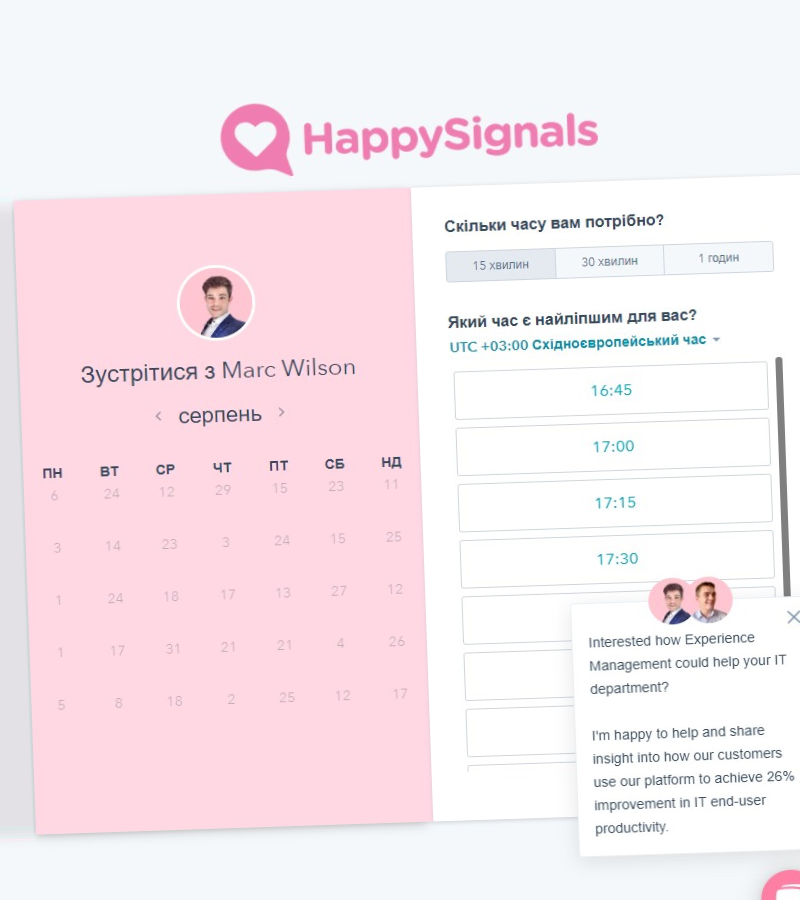 HappySignals
Зустрітися з Marc Wilson
серпень
ПН ВТ СР ЧТ ПТ СБ НД
6 24 12 29 15 23 11
3 14 23 3 24 15 25
1 24 18 17 13 27 12
1 17 31 21 21 4 26
5 8 18 2 25 12 17
Скільки часу вам потрібно?
15 хвилин 30 хвилин 1 годин
Який час є найліпшим для вас?
UTC +03:00 Східноєвропейський час
16:45
17:00
17:15
17:30
Interested how Experience
Management could help your IT
department?
I'm happy to help and share
insight into how our customers
use our platform to achieve 26%
improvement in IT end-user
productivity.